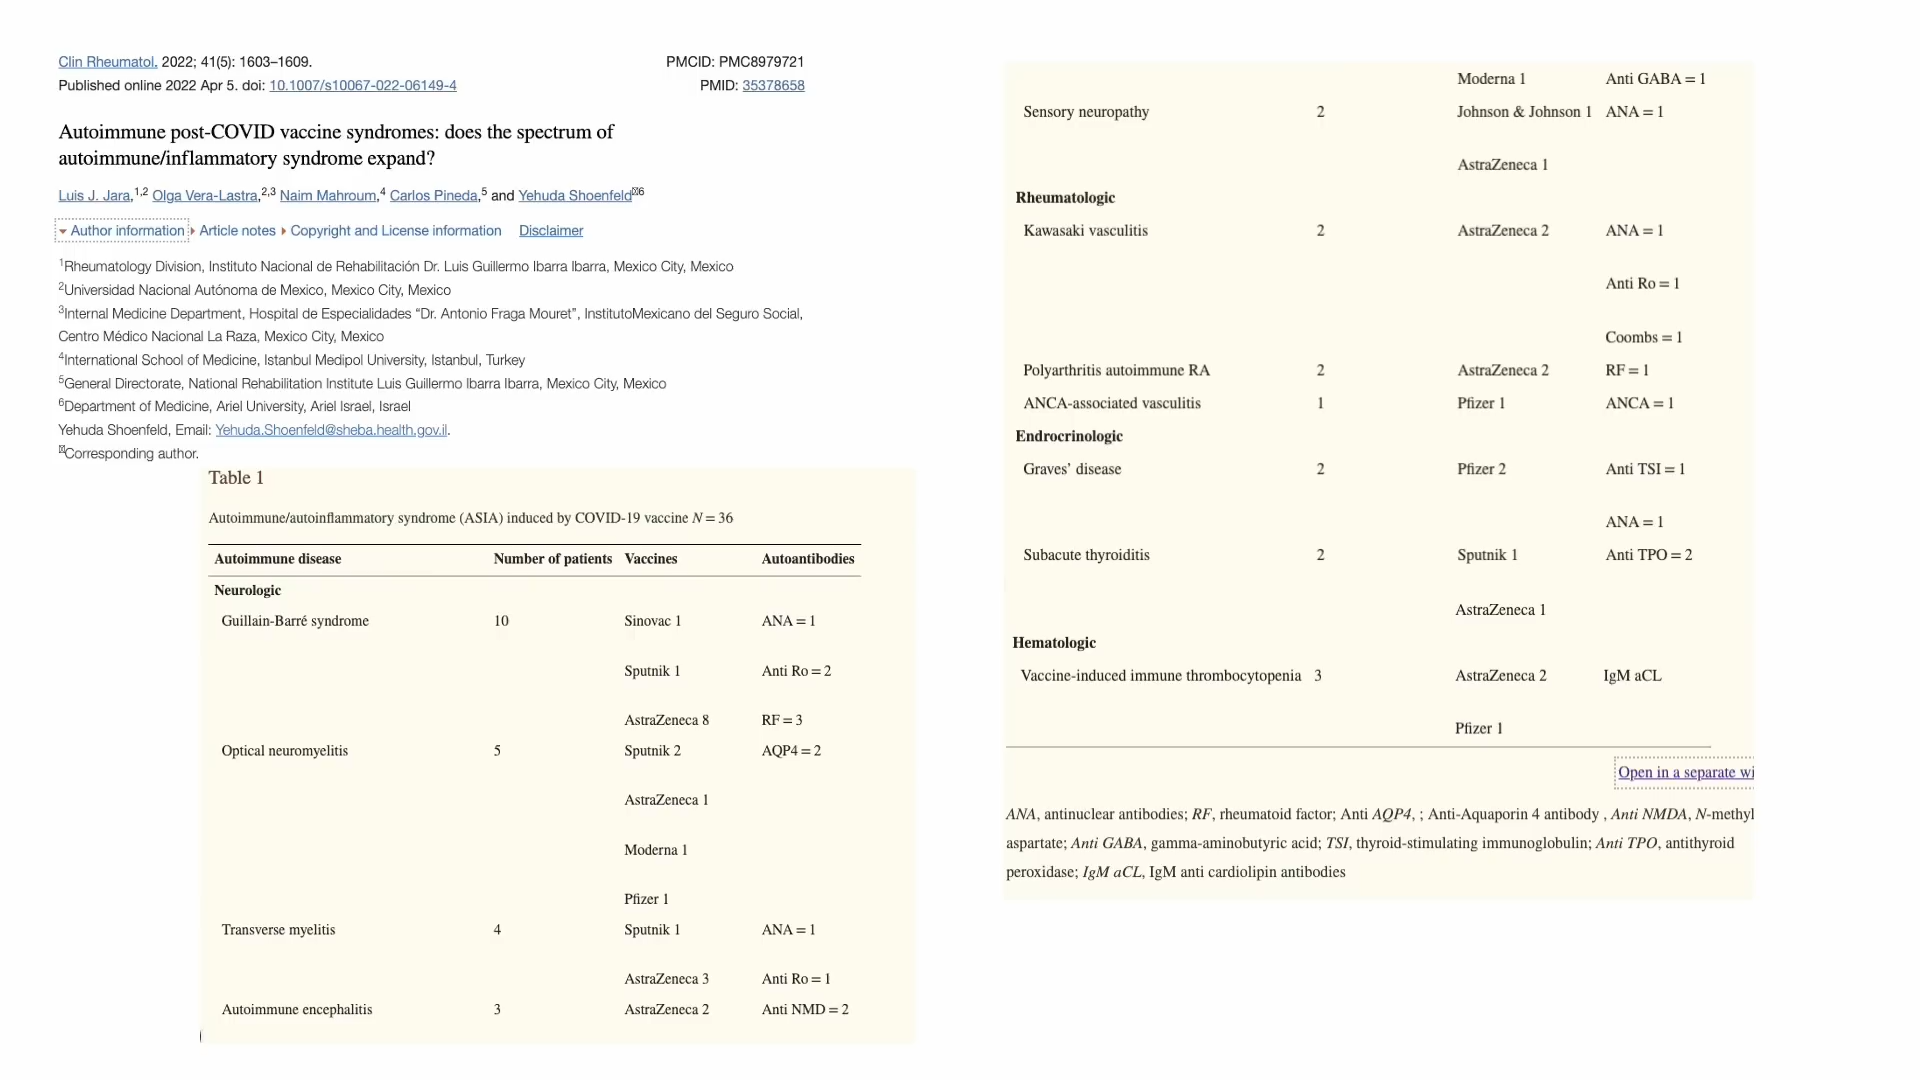 Clin Rheumatol. 2022; 41(5): 1603–1609. PMCID: PMC8979721
Published online 2022 Apr 5. doi: 10.1007/s10067-022-06149-4 PMID: 35378658
Autoimmune post-COVID vaccine syndromes: does the spectrum of
autoimmune/inflammatory syndrome expand?
Luis J. Jara,1,2 Olga Vera-Lastra,2,3 Naim Mahroum,4 Carlos Pineda,5 and Yehuda Shoenfeld✉6
Author information Article notes Copyright and License information Disclaimer
1Rheumatology Division, Instituto Nacional de Rehabilitación Dr. Luis Guillermo Ibarra Ibarra, Mexico City, Mexico
2Universidad Nacional Autónoma de Mexico, Mexico City, Mexico
3Internal Medicine Department, Hospital de Especialidades “Dr. Antonio Fraga Mouret”, InstitutoMexicano del Seguro Social,
Centro Médico Nacional La Raza, Mexico City, Mexico
4International School of Medicine, Istanbul Medipol University, Istanbul, Turkey
5General Directorate, National Rehabilitation Institute Luis Guillermo Ibarra Ibarra, Mexico City, Mexico
6Department of Medicine, Ariel University, Ariel Israel, Israel
Yehuda Shoenfeld, Email: Yehuda.Shoenfeld@sheba.health.gov.il.
✉Corresponding author.
Table 1
Autoimmune/autoinflammatory syndrome (ASIA) induced by COVID-19 vaccine N = 36
Autoimmune disease Number of patients Vaccines Autoantibodies
Neurologic
Guillain-Barré syndrome 10 Sinovac 1 ANA = 1
Sputnik 1 Anti Ro = 2
AstraZeneca 8 RF = 3
Optical neuromyelitis 5 Sputnik 2 AQP4 = 2
AstraZeneca 1
Moderna 1
Pfizer 1
Transverse myelitis 4 Sputnik 1 ANA = 1
AstraZeneca 3 Anti Ro = 1
Autoimmune encephalitis 3 AstraZeneca 2 Anti NMD = 2
Moderna 1 Anti GABA = 1
Sensory neuropathy 2 Johnson & Johnson 1 ANA = 1
AstraZeneca 1
Rheumatologic
Kawasaki vasculitis 2 AstraZeneca 2 ANA = 1
Anti Ro = 1
Coombs = 1
Polyarthritis autoimmune RA 2 AstraZeneca 2 RF = 1
ANCA-associated vasculitis 1 Pfizer 1 ANCA = 1
Endrocrinologic
Graves’ disease 2 Pfizer 2 Anti TSI = 1
ANA = 1
Subacute thyroiditis 2 Sputnik 1 Anti TPO = 2
AstraZeneca 1
Hematologic
Vaccine-induced immune thrombocytopenia 3 AstraZeneca 2 IgM aCL
Pfizer 1
Open in a separate wi
ANA, antinuclear antibodies; RF, rheumatoid factor; Anti AQP4, ; Anti-Aquaporin 4 antibody , Anti NMDA, N-methyl
aspartate; Anti GABA, gamma-aminobutyric acid; TSI, thyroid-stimulating immunoglobulin; Anti TPO, antithyroid
peroxidase; IgM aCL, IgM anti cardiolipin antibodies